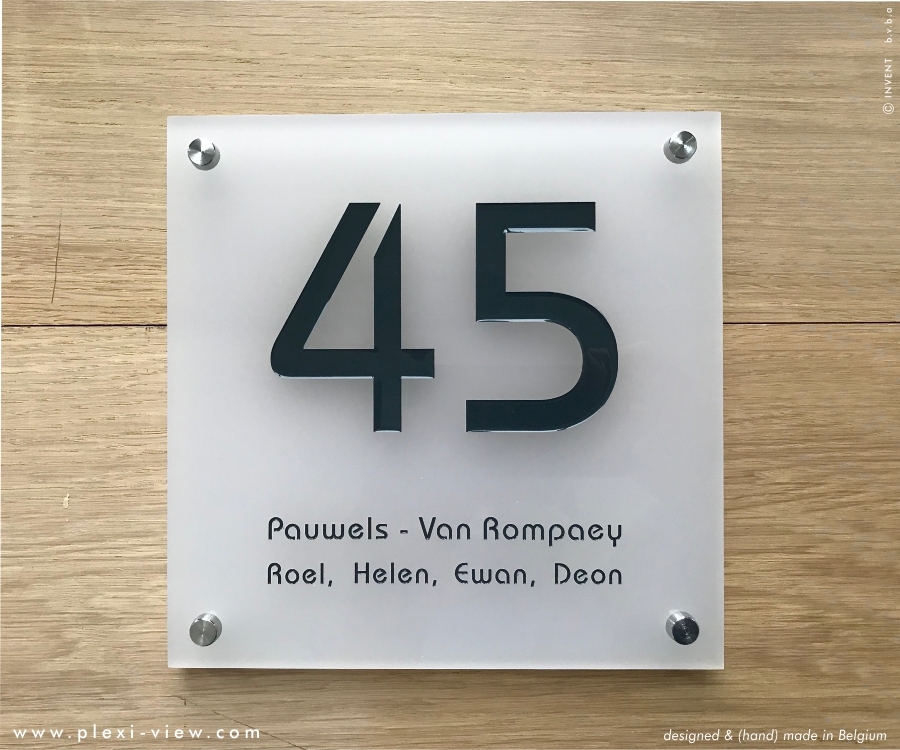 © INVENT b.v.b.a
45
Pauwels - Van Rompaey
Roel, Helen, Ewan, Deon
www.plexi-view.com
designed & (hand) made in Belgium